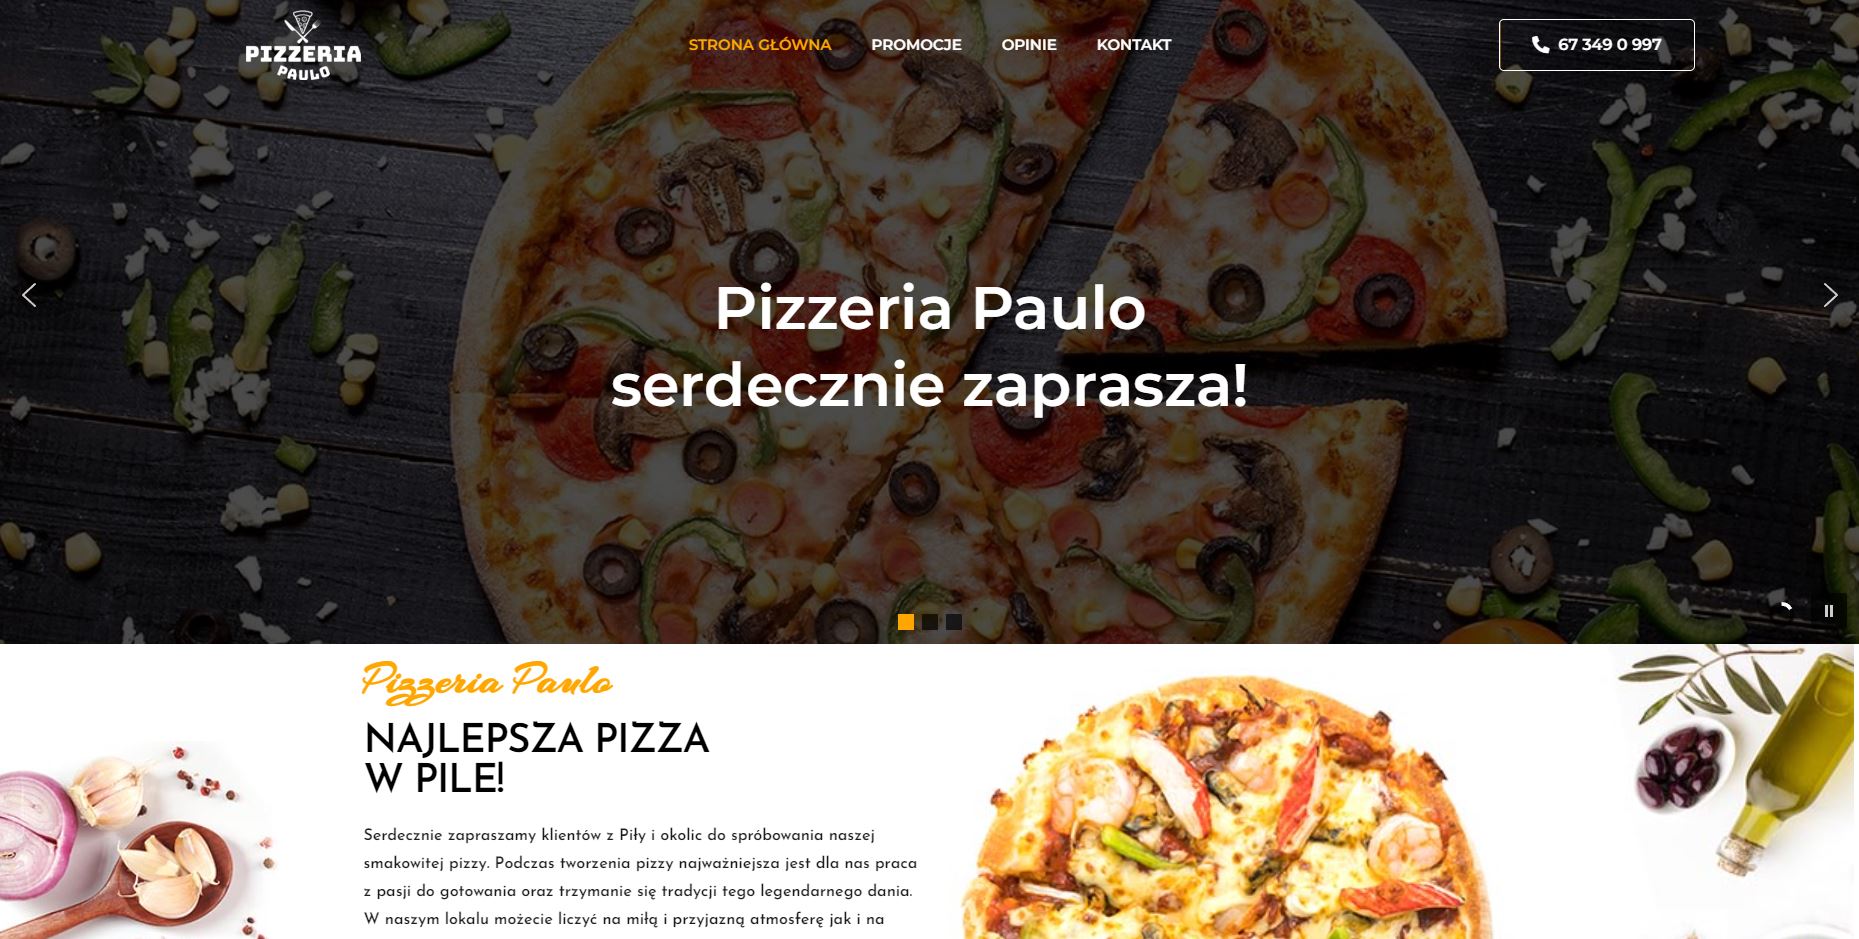 PIZZERIA
PAULO
STRONA GŁÓWNA
PROMOCJE
OPINIE
KONTAKT
67 349 0 997
Pizzeria Paulo
serdecznie zaprasza!
Pizzeria Paulo
NAJLEPSZA PIZZA
W PILE!
Serdecznie zapraszamy klientów z Piły i okolic do spróbowania naszej
smakowitej pizzy. Podczas tworzenia pizzy najważniejsza jest dla nas praca
z pasji do gotowania oraz trzymanie się tradycji tego legendarnego dania.
W naszym lokalu możecie liczyć na miłą i przyjazną atmosferę jak i na